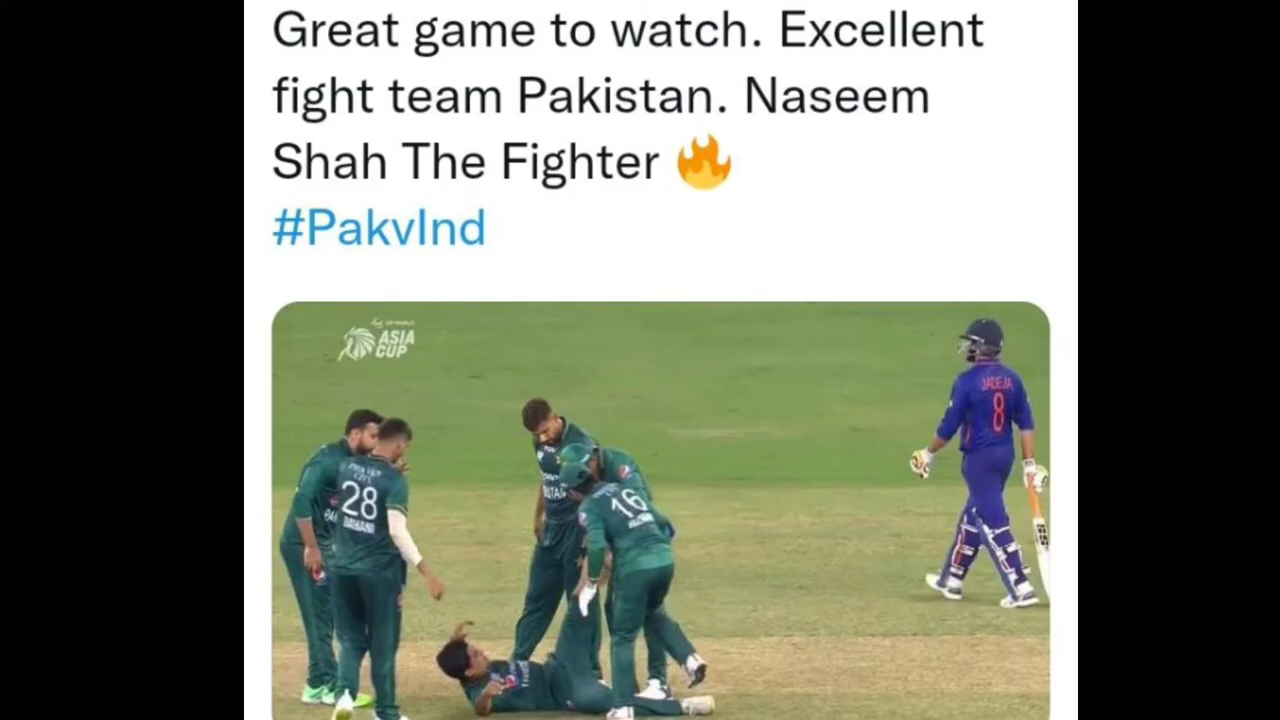 Great game to watch. Excellent
fight team Pakistan. Naseem
Shah The Fighter 🔥
#PakvInd
ASIA
CUP
JADEJA
8
28
DAHANI
16